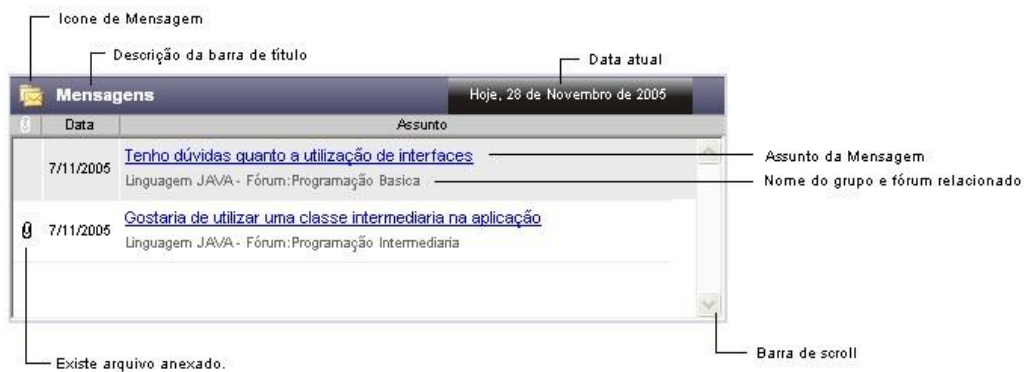 Icone de Mensagem
Descrição da barra de título
Data atual
Mensagens
Hoje, 28 de Novembro de 2005
Data
Assunto
7/11/2005
Tenho dúvidas quanto a utilização de interfaces
Linguagem JAVA - Fórum:Programação Basica
Assunto da Mensagem
Nome do grupo e fórum relacionado
7/11/2005
Gostaria de utilizar uma classe intermediaria na aplicação
Linguagem JAVA - Fórum:Programação Intermediaria
Barra de scroll
Existe arquivo anexado.